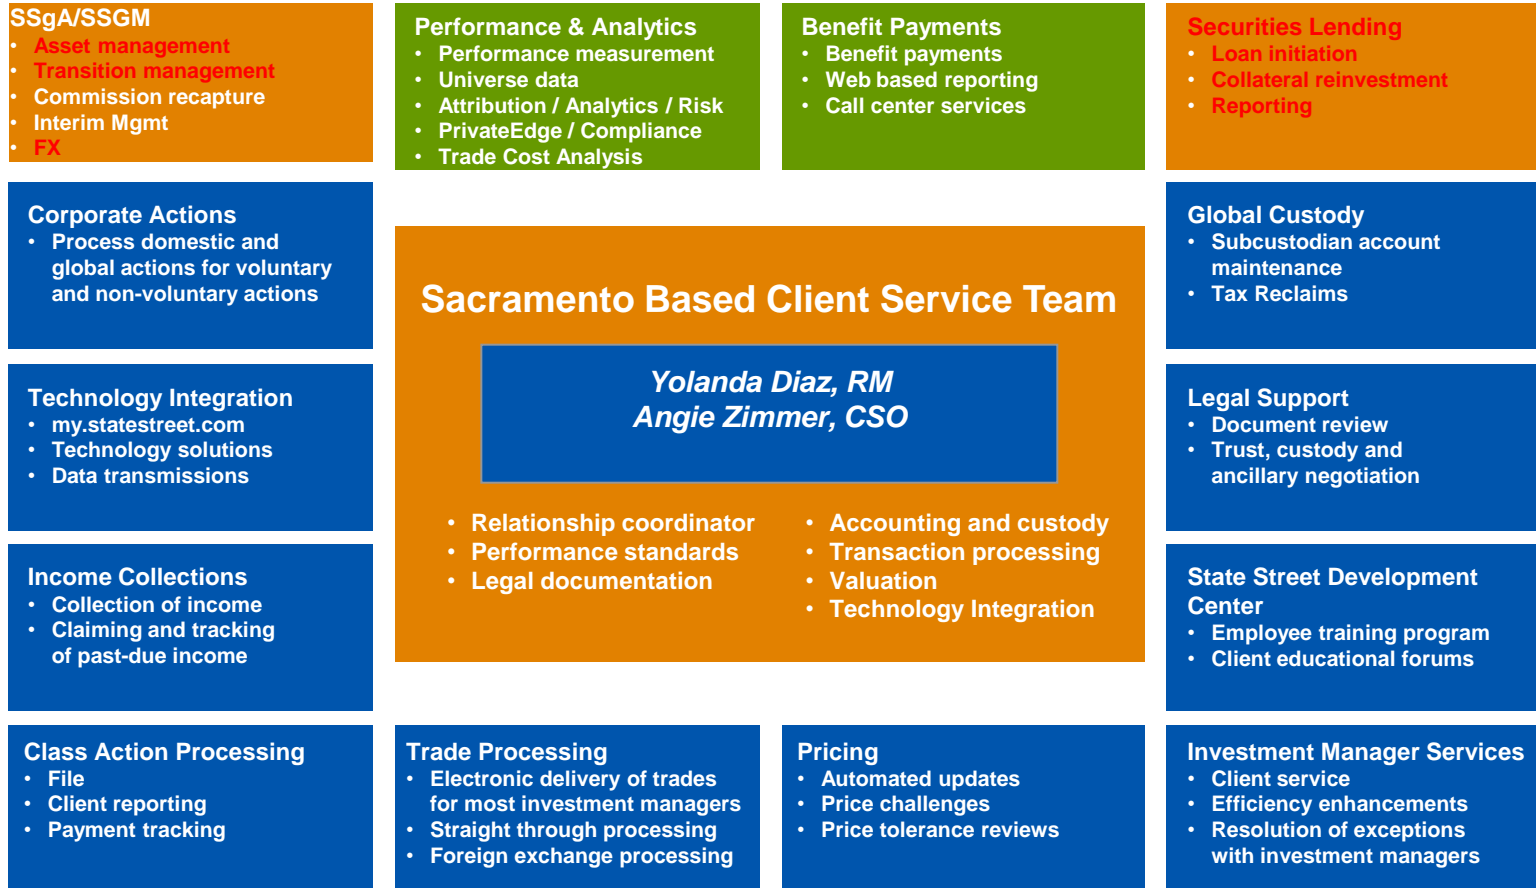 SSgA/SSGM
• Asset management
• Transition management
• Commission recapture
• Interim Mgmt
• FX
Performance & Analytics
• Performance measurement
• Universe data
• Attribution / Analytics / Risk
• PrivateEdge / Compliance
• Trade Cost Analysis
Benefit Payments
• Benefit payments
• Web based reporting
• Call center services
Securities Lending
• Loan initiation
• Collateral reinvestment
• Reporting
Corporate Actions
• Process domestic and
global actions for voluntary
and non-voluntary actions
Technology Integration
• my.statestreet.com
• Technology solutions
• Data transmissions
Income Collections
• Collection of income
• Claiming and tracking
of past-due income
Sacramento Based Client Service Team
Yolanda Diaz, RM
Angie Zimmer, CSO
• Relationship coordinator
• Performance standards
• Legal documentation
• Accounting and custody
• Transaction processing
• Valuation
• Technology Integration
Global Custody
• Subcustodian account
maintenance
• Tax Reclaims
Legal Support
• Document review
• Trust, custody and
ancillary negotiation
State Street Development
Center
• Employee training program
• Client educational forums
Class Action Processing
• File
• Client reporting
• Payment tracking
Trade Processing
• Electronic delivery of trades
for most investment managers
• Straight through processing
• Foreign exchange processing
Pricing
• Automated updates
• Price challenges
• Price tolerance reviews
Investment Manager Services
• Client service
• Efficiency enhancements
• Resolution of exceptions
with investment managers